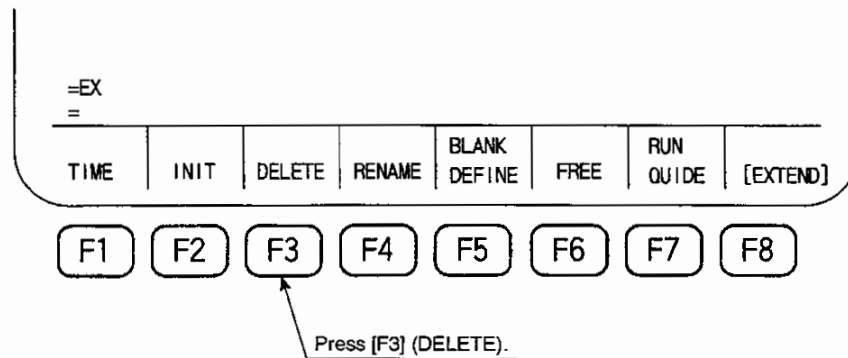 =EX
=
TIME INIT DELETE RENAME BLANK DEFINE FREE RUN QUIDE [EXTEND]
F1 F2 F3 F4 F5 F6 F7 F8
Press [F3] (DELETE).